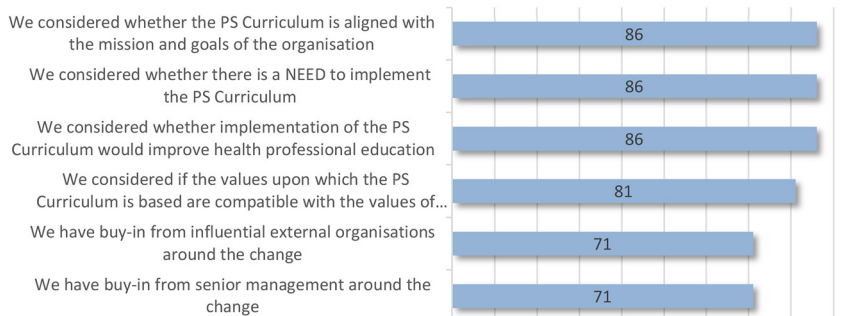 We considered whether the PS Curriculum is aligned with
the mission and goals of the organisation
86
We considered whether there is a NEED to implement
the PS Curriculum
86
We considered whether implementation of the PS
Curriculum would improve health professional education
86
We considered if the values upon which the PS
Curriculum is based are compatible with the values of…
81
We have buy-in from influential external organisations
around the change
71
We have buy-in from senior management around the
change
71